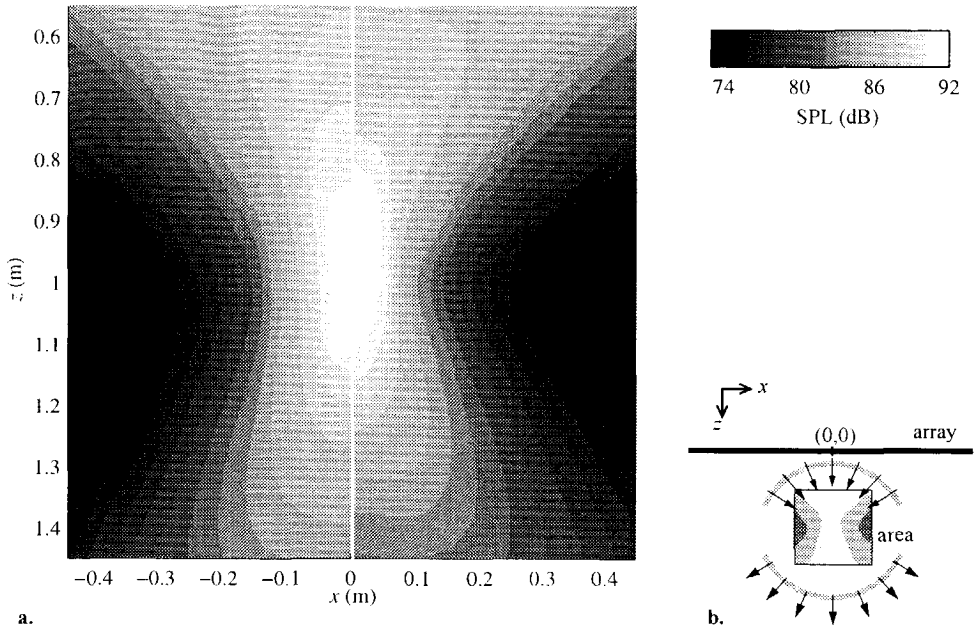 0.6
0.7
0.8
0.9
1
1.1
1.2
1.3
1.4
z (m)
−0.4 −0.3 −0.2 −0.1 0 0.1 0.2 0.3 0.4
x (m)
a.
74 80 86 92
SPL (dB)
x
z
(0,0) array
area
b.